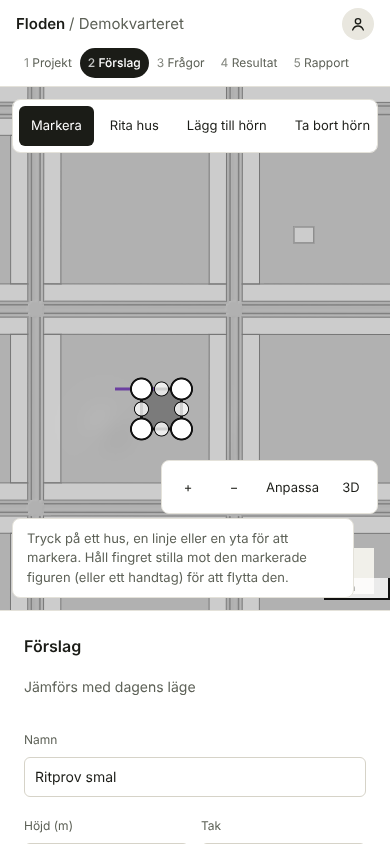 Floden / Demokvarteret
1 Projekt 2 Förslag 3 Frågor 4 Resultat 5 Rapport
Markera Rita hus Lägg till hörn Ta bort hörn
+ − Anpassa 3D
Tryck på ett hus, en linje eller en yta för att
markera. Håll fingret stilla mot den markerade
figuren (eller ett handtag) för att flytta den.
Förslag
Jämförs med dagens läge
Namn
Ritprov smal
Höjd (m) Tak